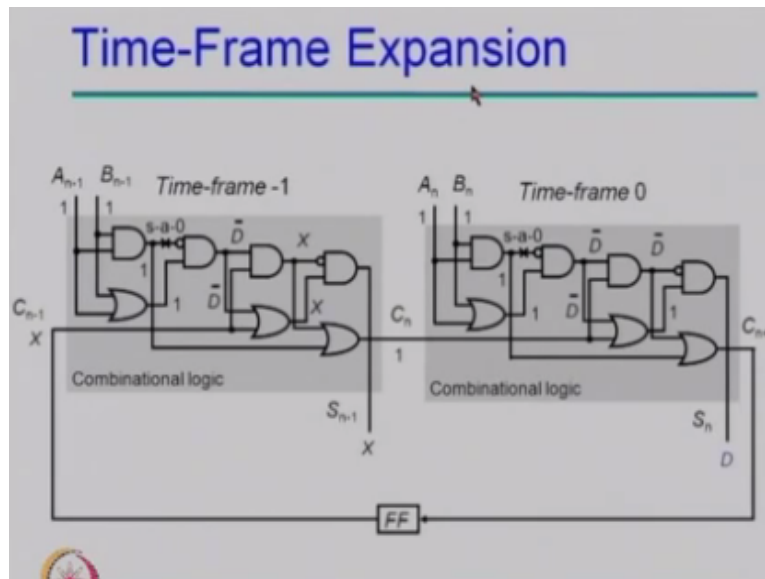 Time-Frame Expansion
A_{n-1} B_{n-1} Time-frame -1
1 1
s-a-0
D̄
X
1
D̄
1
X
C_{n-1}
X
Combinational logic
S_{n-1}
X
A_n B_n Time-frame 0
1 1
s-a-0
D̄
D̄
1
D̄
1
1
C_n
1
Combinational logic
S_n
D
FF